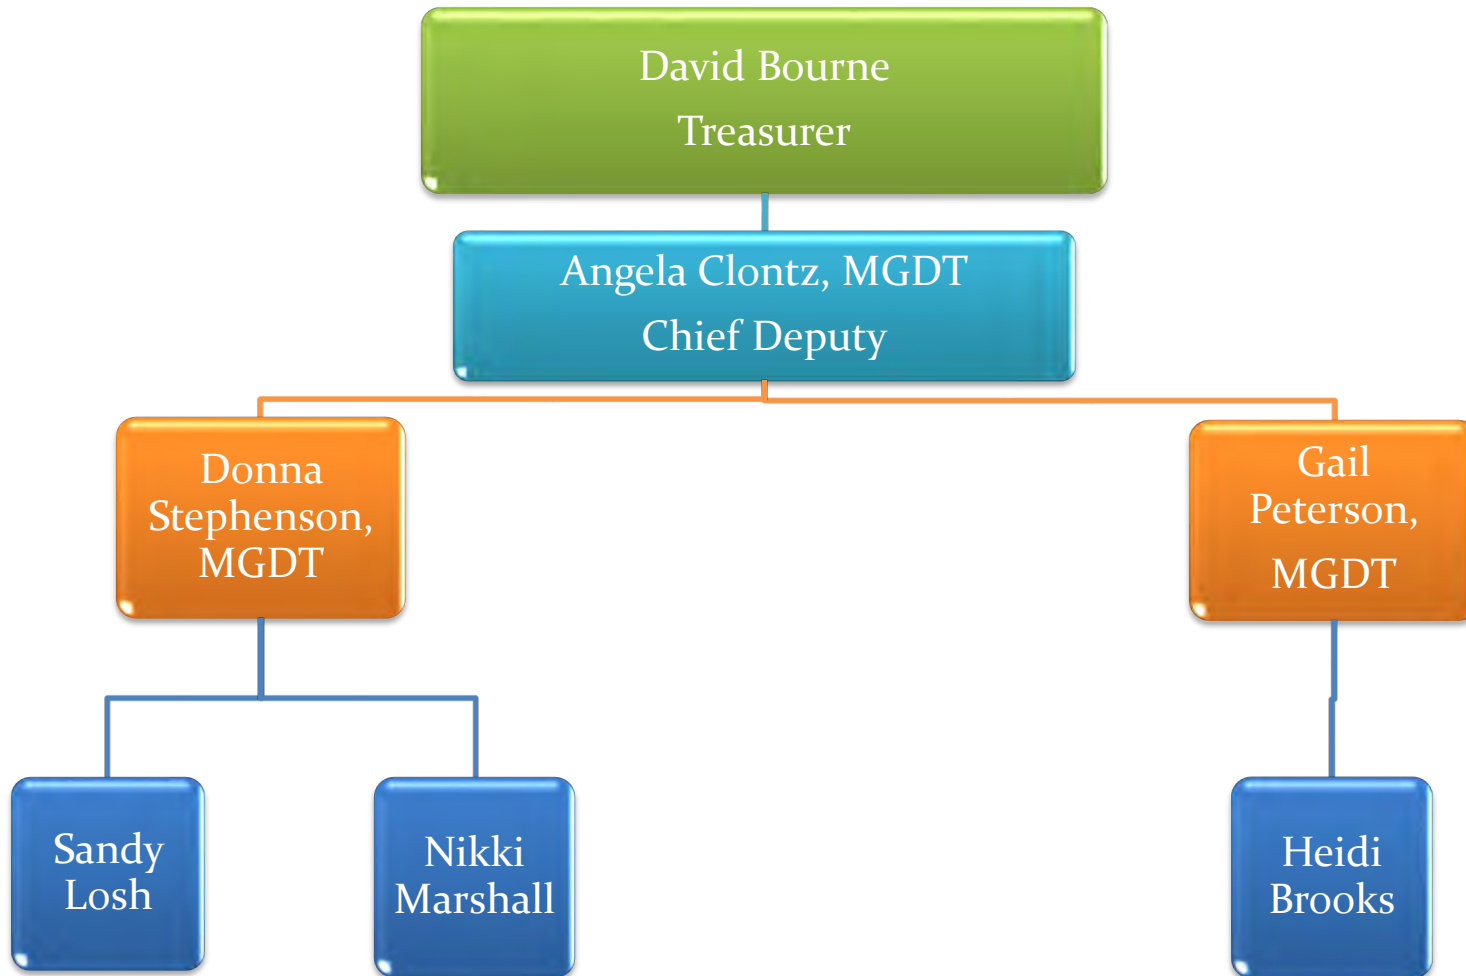 David Bourne
Treasurer
Angela Clontz, MGDT
Chief Deputy
Donna
Stephenson,
MGDT
Gail
Peterson,
MGDT
Sandy
Losh
Nikki
Marshall
Heidi
Brooks